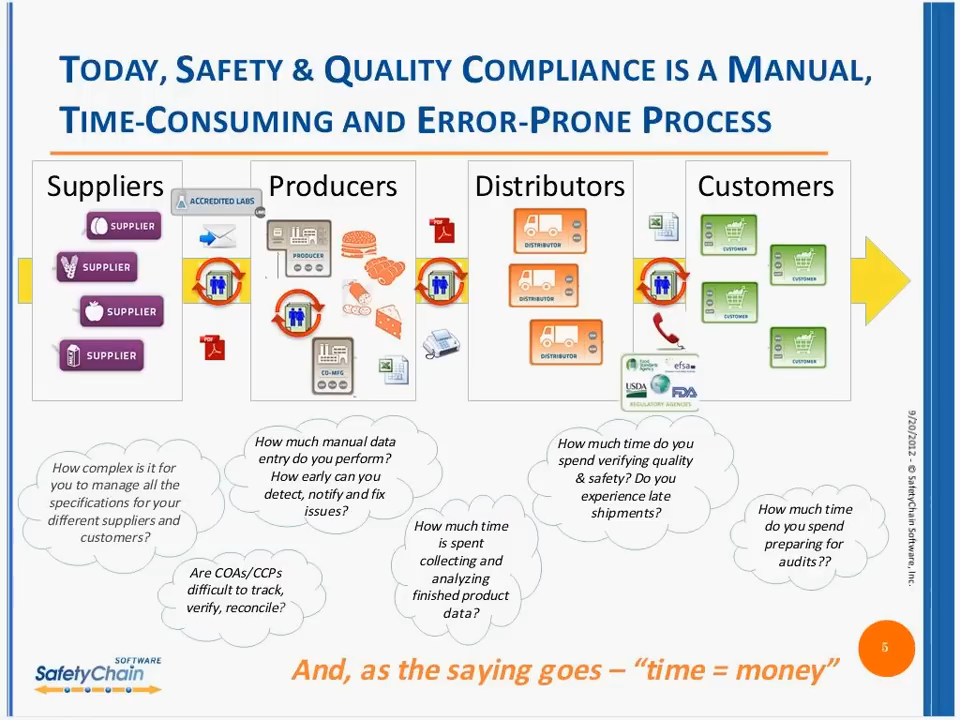 TODAY, SAFETY & QUALITY COMPLIANCE IS A MANUAL,
TIME-CONSUMING AND ERROR-PRONE PROCESS
Suppliers
Producers
Distributors
Customers
ACCREDITED LABS
LIMS
SUPPLIER
SUPPLIER
SUPPLIER
SUPPLIER
PRODUCER
CO-MFG
PDF
PDF
DISTRIBUTOR
DISTRIBUTOR
DISTRIBUTOR
CUSTOMER
CUSTOMER
CUSTOMER
CUSTOMER
Food
Standards
Agency
efsa
USDA
FDA
REGULATORY AGENCIES
How complex is it for
you to manage all the
specifications for your
different suppliers and
customers?
How much manual data
entry do you perform?
How early can you
detect, notify and fix
issues?
Are COAs/CCPs
difficult to track,
verify, reconcile?
How much time
is spent
collecting and
analyzing
finished product
data?
How much time do you
spend verifying quality
& safety? Do you
experience late
shipments?
How much time
do you spend
preparing for
audits??
9/20/2012 - © SafetyChain Software, Inc.
5
SOFTWARE
SafetyChain
And, as the saying goes – “time = money”